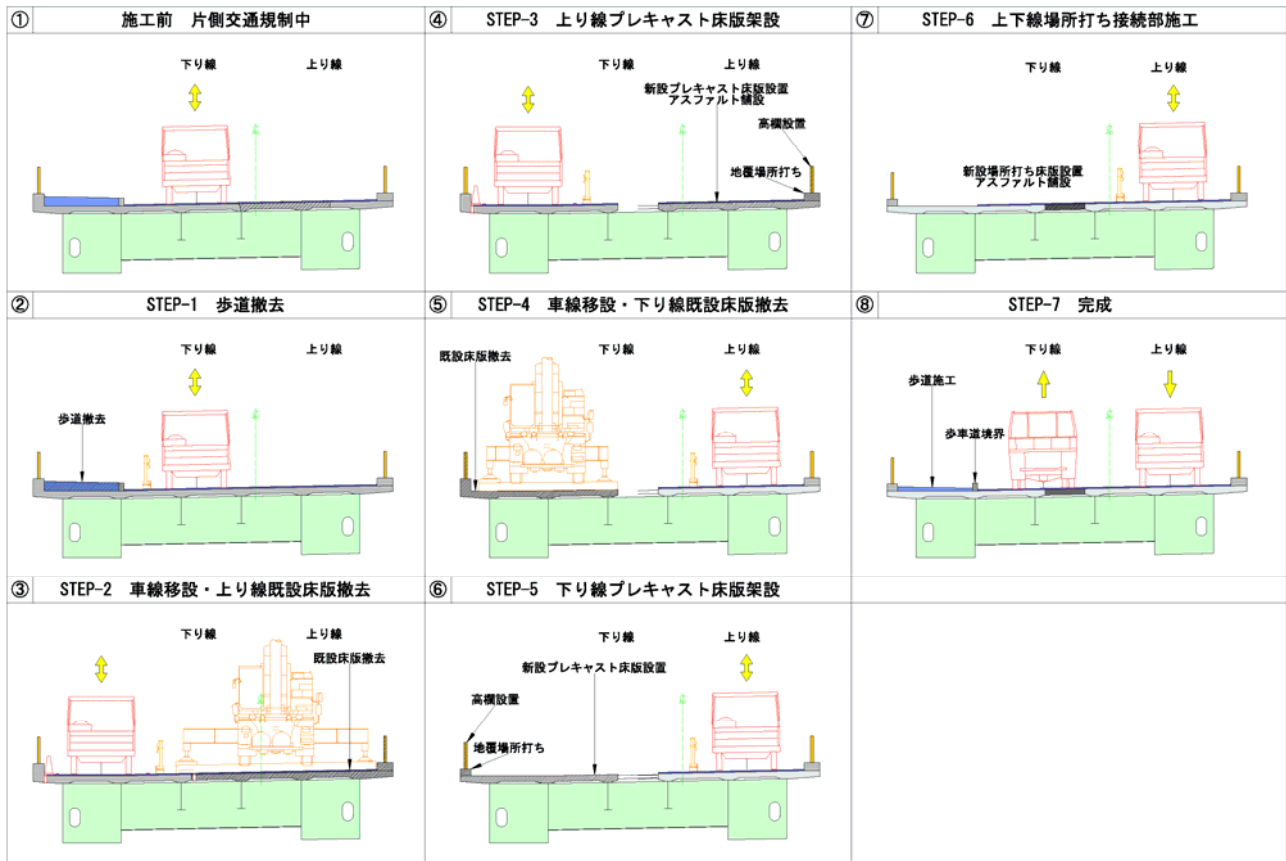 ① 施工前 片側交通規制中
下り線 上り線
② STEP-1 歩道撤去
下り線 上り線
歩道撤去
③ STEP-2 車線移設・上り線既設床版撤去
下り線 上り線
既設床版撤去
④ STEP-3 上り線プレキャスト床版架設
下り線 上り線
新設プレキャスト床版設置
アスファルト舗設
高欄設置
地覆場所打ち
⑤ STEP-4 車線移設・下り線既設床版撤去
下り線 上り線
既設床版撤去
⑥ STEP-5 下り線プレキャスト床版架設
下り線 上り線
新設プレキャスト床版設置
高欄設置
地覆場所打ち
⑦ STEP-6 上下線場所打ち接続部施工
下り線 上り線
新設場所打ち床版設置
アスファルト舗設
⑧ STEP-7 完成
下り線 上り線
歩道施工
歩車道境界